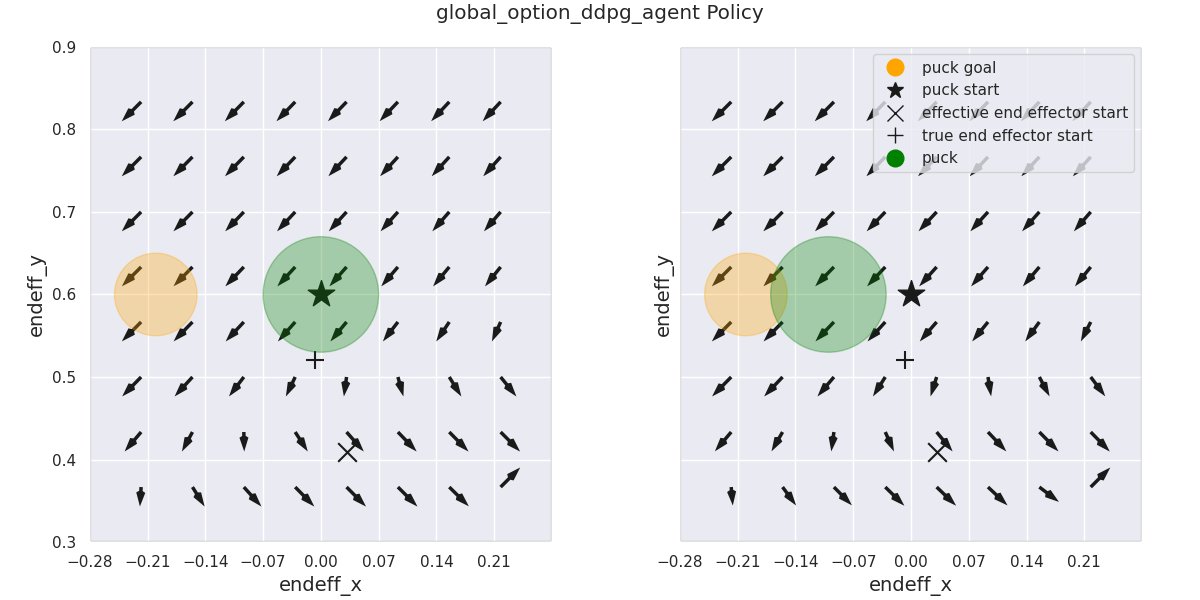 global_option_ddpg_agent Policy
0.9
0.8
0.7
0.6
0.5
0.4
0.3
endeff_y
−0.28 −0.21 −0.14 −0.07 0.00 0.07 0.14 0.21
endeff_x
endeff_y
puck goal
puck start
effective end effector start
true end effector start
puck
−0.28 −0.21 −0.14 −0.07 0.00 0.07 0.14 0.21
endeff_x